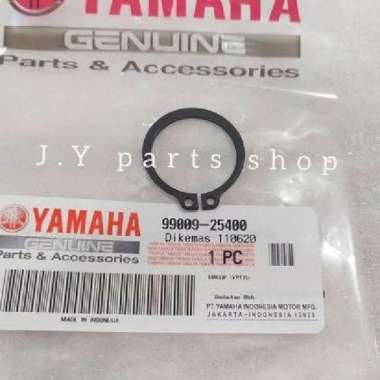 YAMAHA
GENUINE
Parts & Accessories
J.Y parts shop
YAMAHA
GENUINE
Parts & Accessories
99009-25400
Dikemas 110620
1 PC
MADE IN INDONESIA
PT.YAMAHA INDONESIA MOTOR MFG.
JAKARTA-INDONESIA